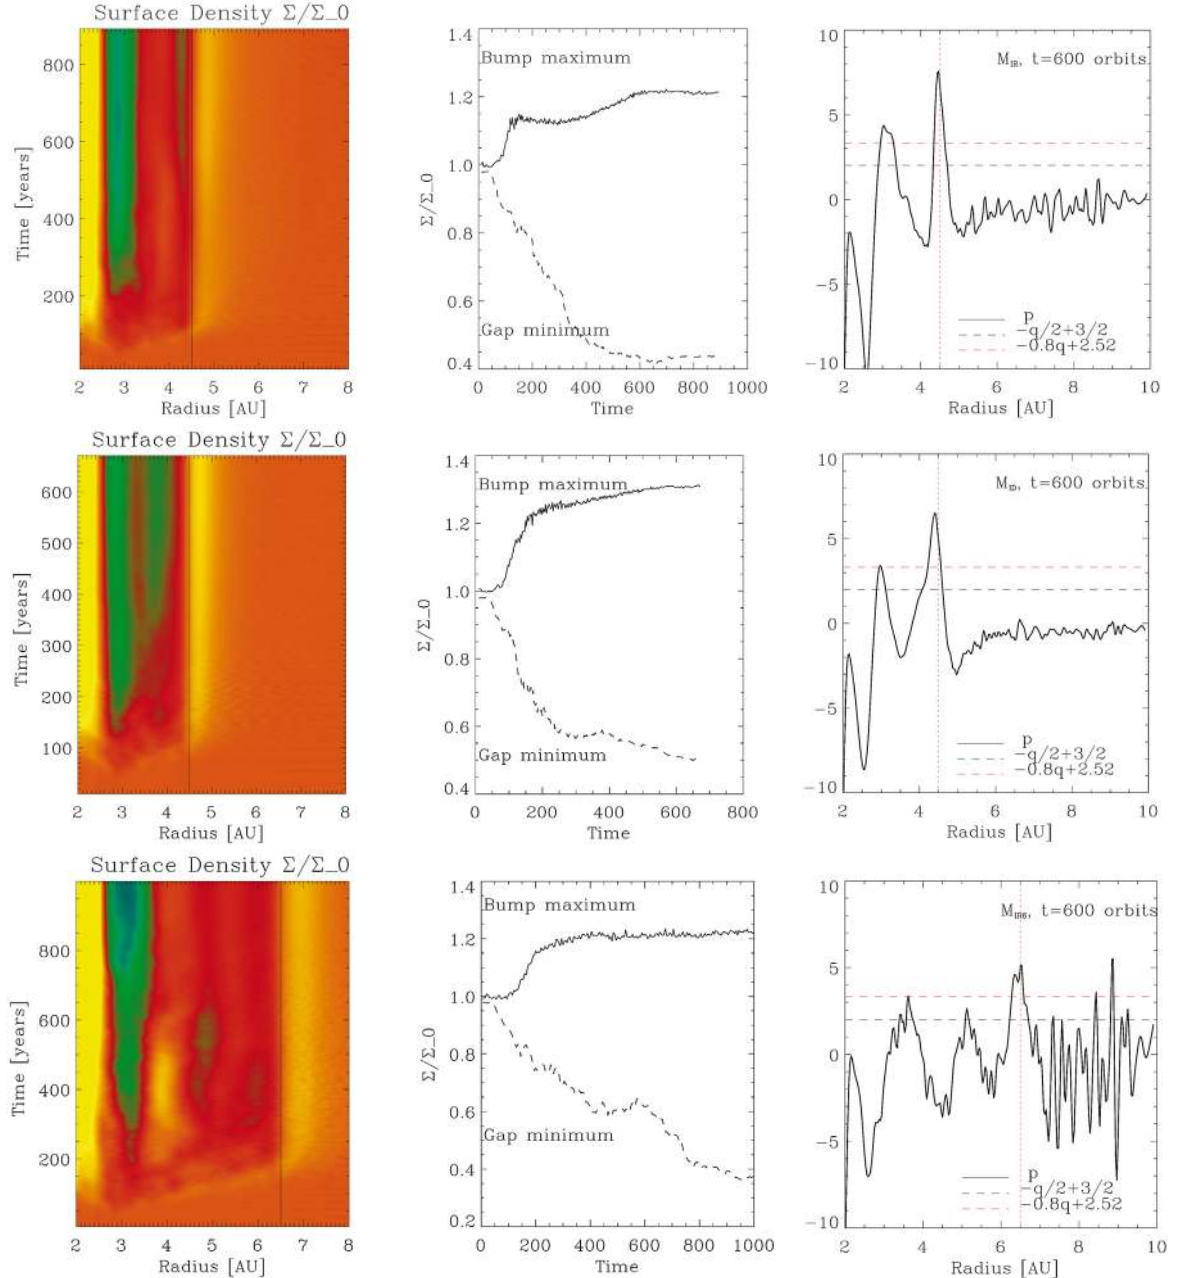 Surface Density Σ/Σ_0
800
600
400
200
Time [years]
2 3 4 5 6 7 8
Radius [AU]
1.4
1.2
1.0
0.8
0.6
0.4
Σ/Σ_0
Bump maximum
Gap minimum
0 200 400 600 800 1000
Time
10
5
0
-5
-10
M_IR, t=600 orbits
p
-q/2+3/2
-0.8q+2.52
2 4 6 8 10
Radius [AU]
Surface Density Σ/Σ_0
600
500
400
300
200
100
Time [years]
2 3 4 5 6 7 8
Radius [AU]
1.4
1.2
1.0
0.8
0.6
0.4
Σ/Σ_0
Bump maximum
Gap minimum
0 200 400 600 800
Time
10
5
0
-5
-10
M_ID, t=600 orbits
p
-q/2+3/2
-0.8q+2.52
2 4 6 8 10
Radius [AU]
Surface Density Σ/Σ_0
800
600
400
200
Time [years]
2 3 4 5 6 7 8
Radius [AU]
1.4
1.2
1.0
0.8
0.6
0.4
0.2
Σ/Σ_0
Bump maximum
Gap minimum
0 200 400 600 800 1000
Time
10
5
0
-5
-10
M_IR6, t=600 orbits
p
-q/2+3/2
-0.8q+2.52
2 4 6 8 10
Radius [AU]